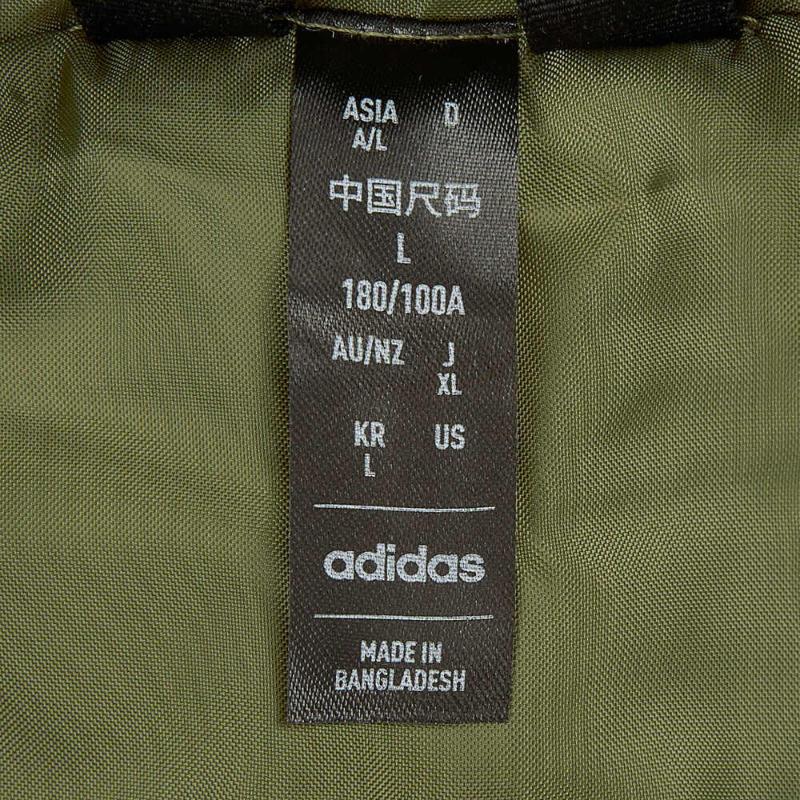 ASIA D
A/L
中国尺码
L
180/100A
AU/NZ J
XL
KR US
L
adidas
MADE IN
BANGLADESH